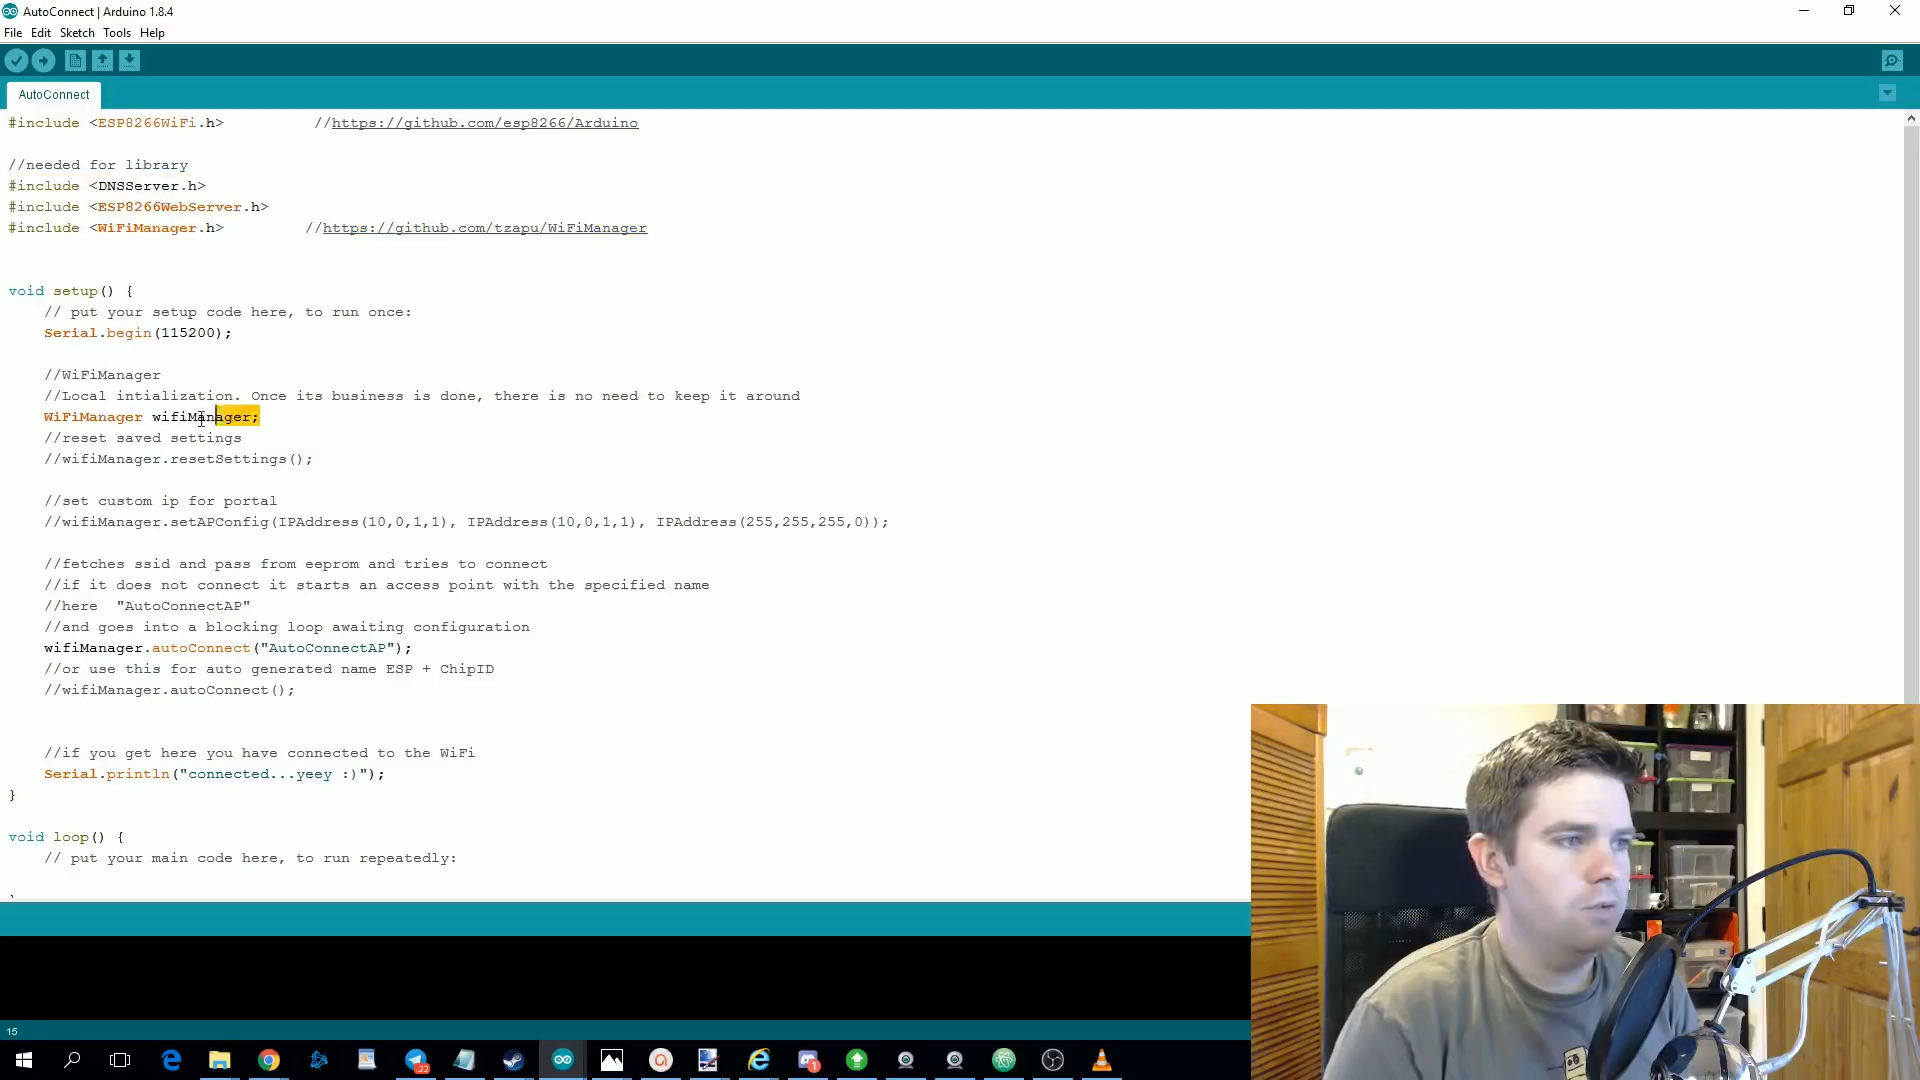 AutoConnect | Arduino 1.8.4
File Edit Sketch Tools Help
AutoConnect
#include <ESP8266WiFi.h> //https://github.com/esp8266/Arduino
//needed for library
#include <DNSServer.h>
#include <ESP8266WebServer.h>
#include <WiFiManager.h> //https://github.com/tzapu/WiFiManager
void setup() {
// put your setup code here, to run once:
Serial.begin(115200);
//WiFiManager
//Local intialization. Once its business is done, there is no need to keep it around
WiFiManager wifiManager;
//reset saved settings
//wifiManager.resetSettings();
//set custom ip for portal
//wifiManager.setAPConfig(IPAddress(10,0,1,1), IPAddress(10,0,1,1), IPAddress(255,255,255,0));
//fetches ssid and pass from eeprom and tries to connect
//if it does not connect it starts an access point with the specified name
//here "AutoConnectAP"
//and goes into a blocking loop awaiting configuration
wifiManager.autoConnect("AutoConnectAP");
//or use this for auto generated name ESP + ChipID
//wifiManager.autoConnect();
//if you get here you have connected to the WiFi
Serial.println("connected...yeey :)");
}
void loop() {
// put your main code here, to run repeatedly:
}
15
22
1